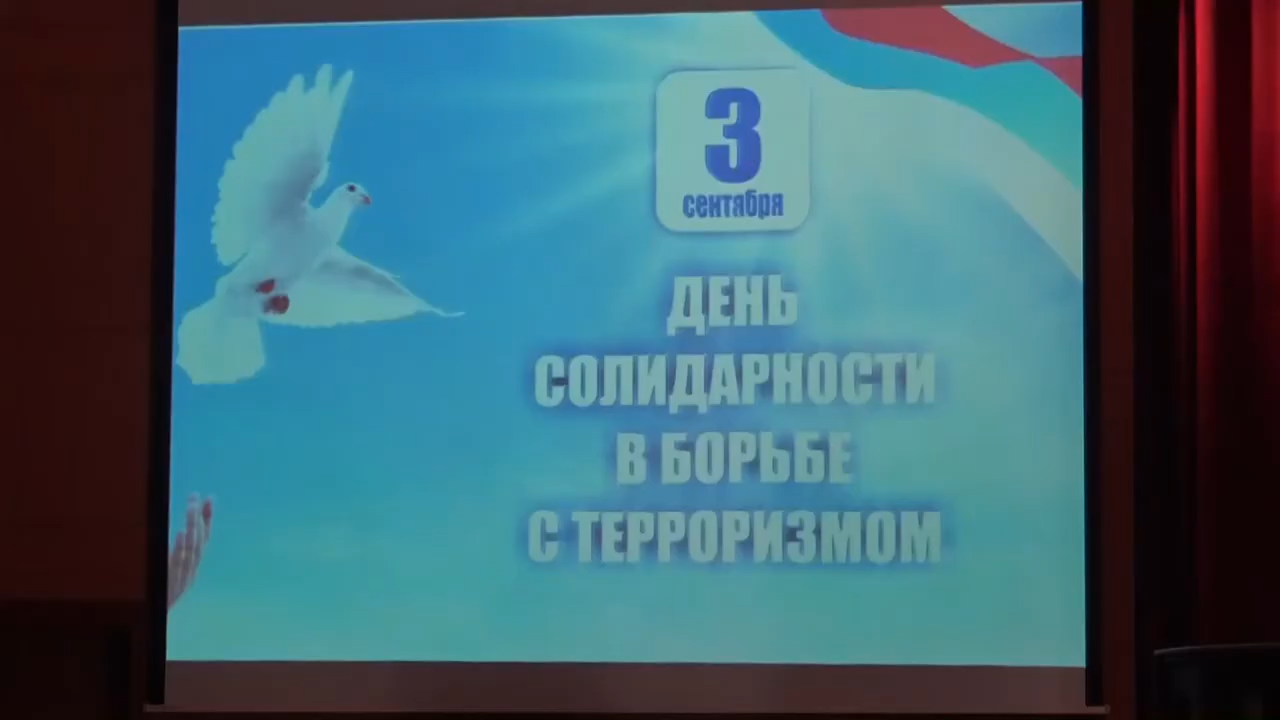 3
сентября
ДЕНЬ
СОЛИДАРНОСТИ
В БОРЬБЕ
С ТЕРРОРИЗМОМ